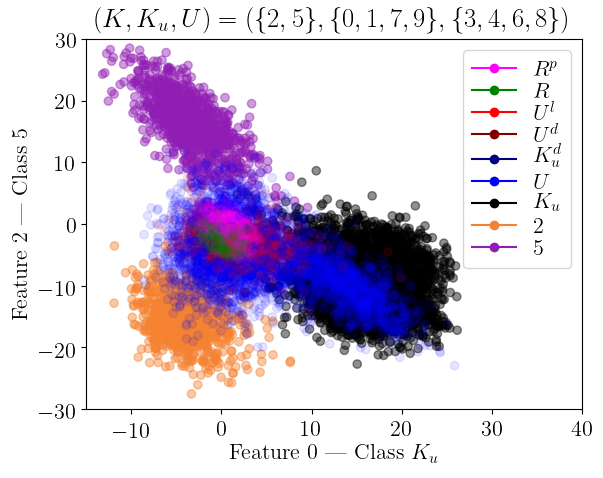 (K, K_u, U) = ({2, 5}, {0, 1, 7, 9}, {3, 4, 6, 8})
30
20
10
0
−10
−20
−30
Feature 2 — Class 5
R^p
R
U^l
U^d
K_u^d
U
K_u
2
5
−10 0 10 20 30 40
Feature 0 — Class K_u